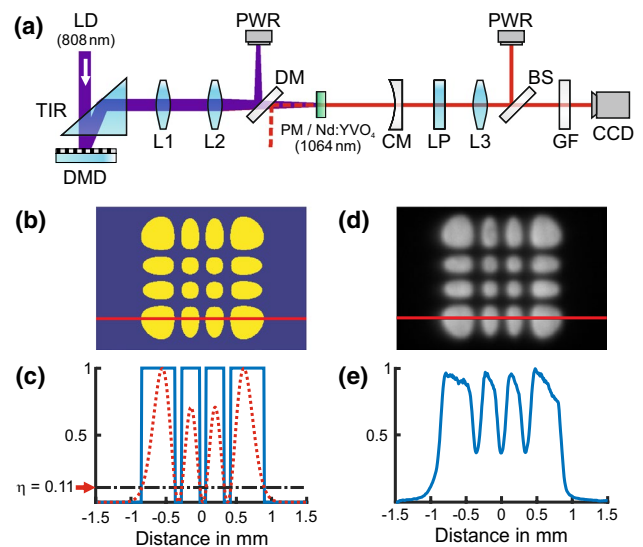 (a)
LD
(808 nm)
PWR
PWR
DM
BS
TIR
L1
L2
PM / Nd:YVO₄
(1064 nm)
CM
LP
L3
GF
CCD
DMD
(b)
(d)
(c)
1
0.5
η = 0.11
-1.5 -1 -0.5 0 0.5 1 1.5
Distance in mm
(e)
1
0.5
-1.5 -1 -0.5 0 0.5 1 1.5
Distance in mm